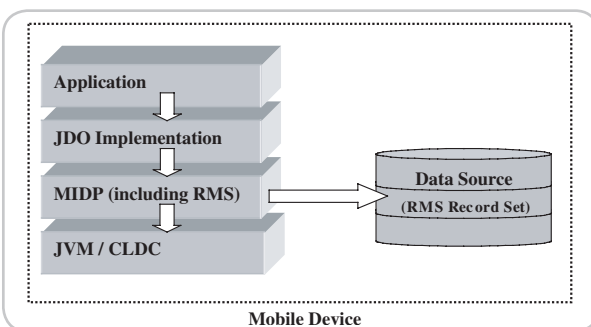 Application
JDO Implementation
MIDP (including RMS)
JVM / CLDC
Data Source
(RMS Record Set)
Mobile Device